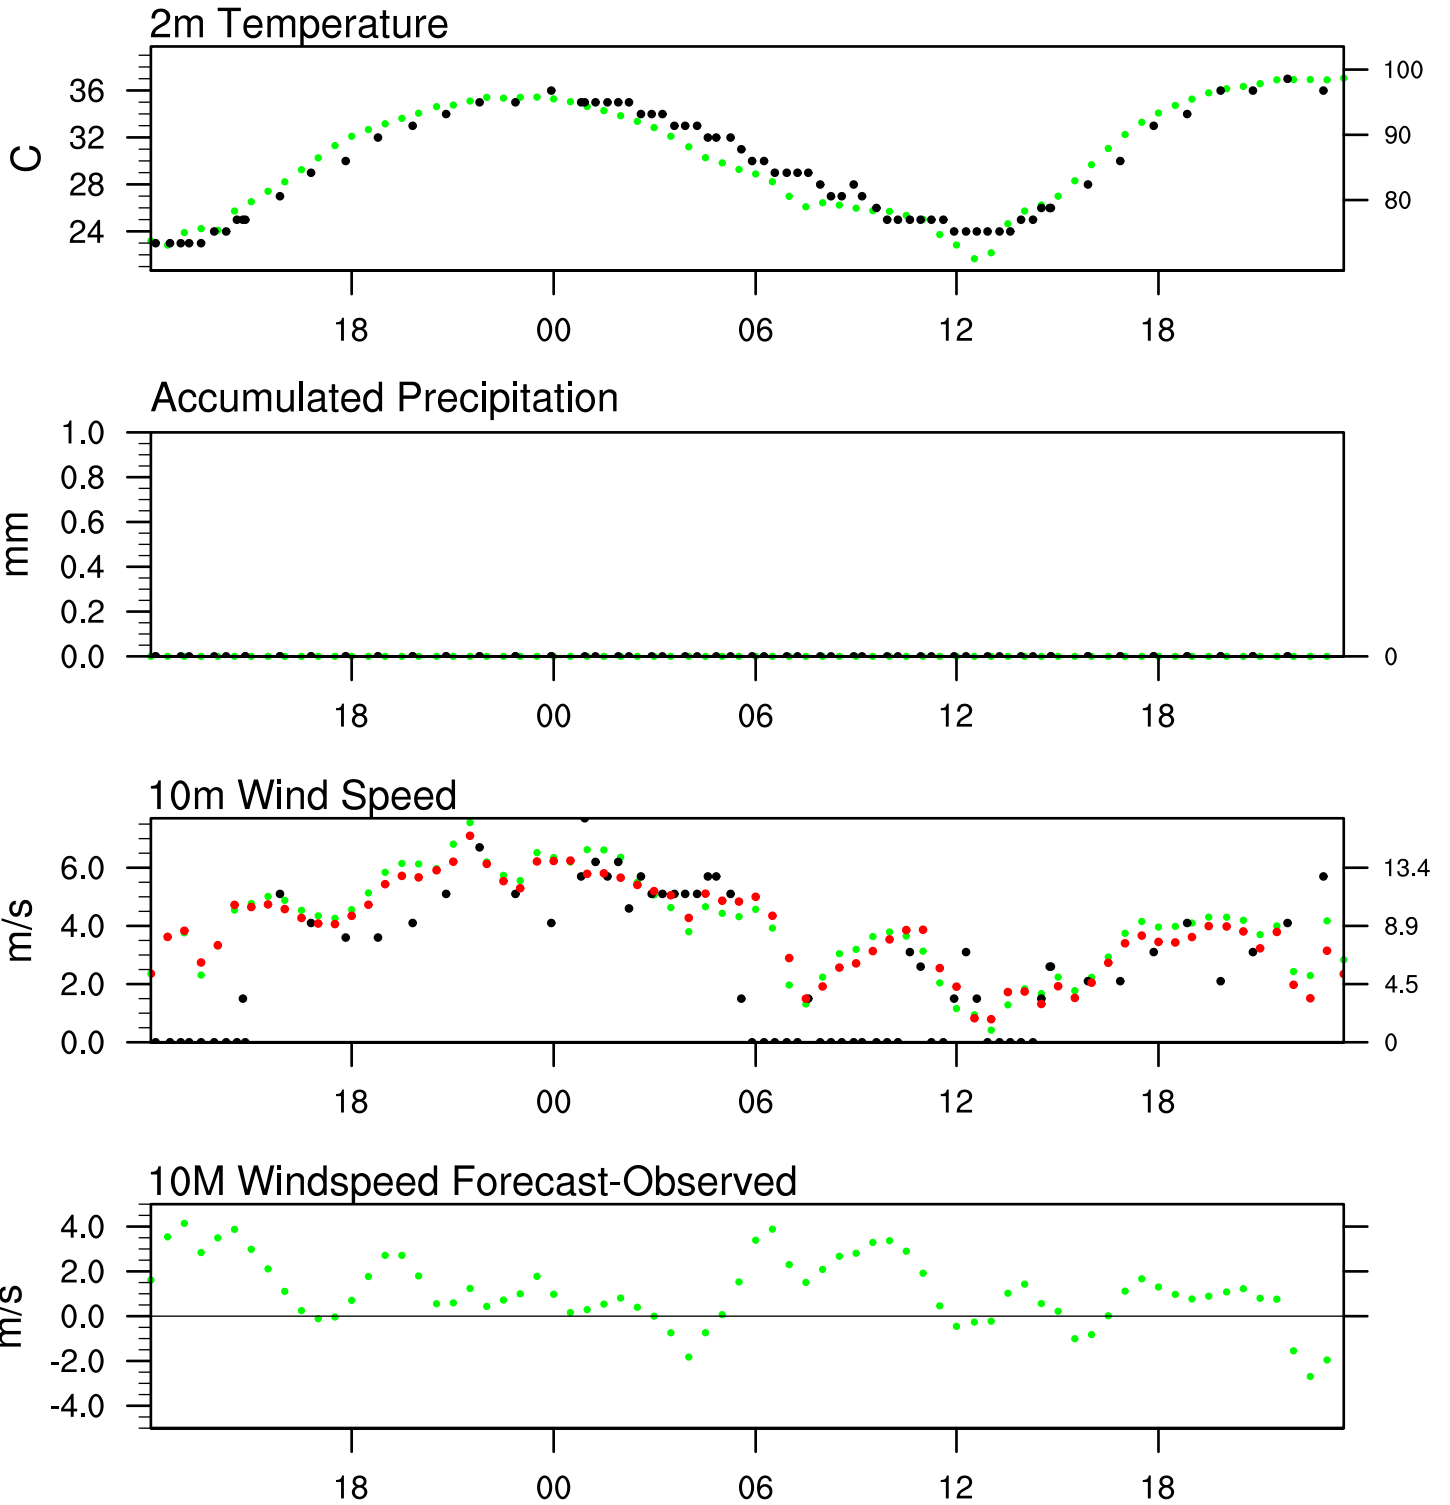 2m Temperature
36
32
28
24
C
100
90
80
18 00 06 12 18
Accumulated Precipitation
1.0
0.8
0.6
0.4
0.2
0.0
mm
0
18 00 06 12 18
10m Wind Speed
6.0
4.0
2.0
0.0
m/s
13.4
8.9
4.5
0
18 00 06 12 18
10M Windspeed Forecast-Observed
4.0
2.0
0.0
-2.0
-4.0
m/s
18 00 06 12 18